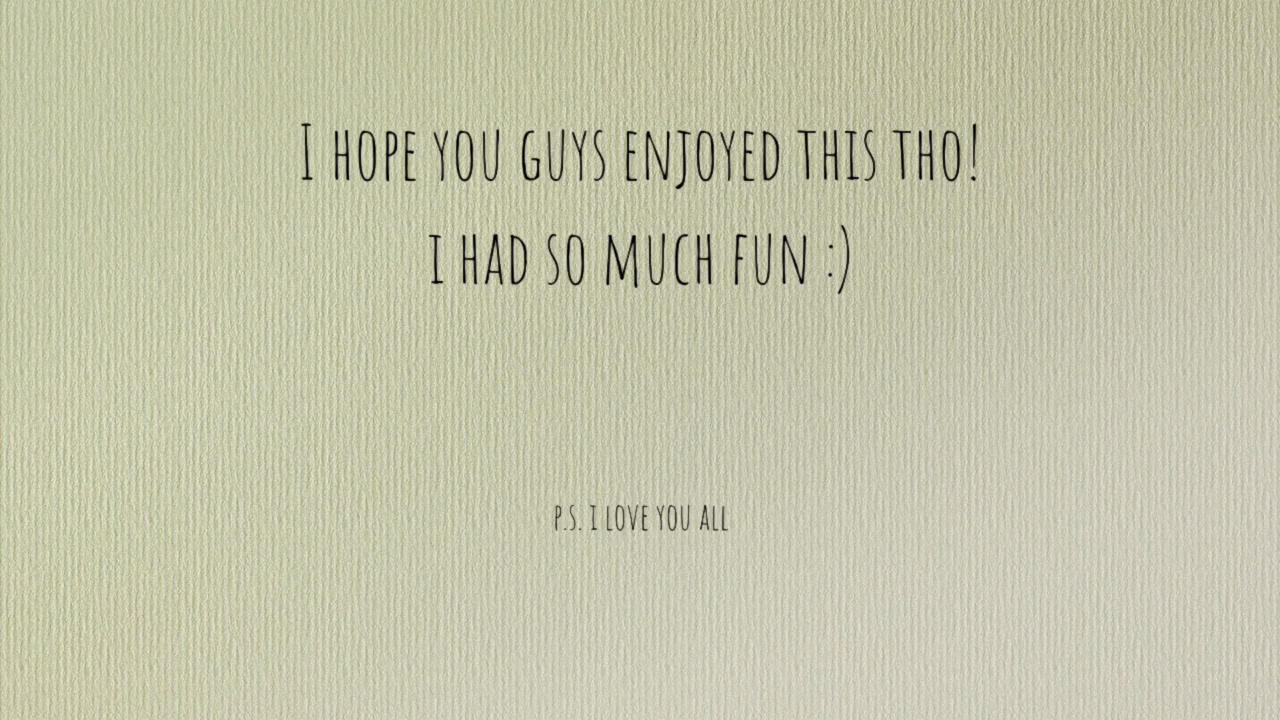 I HOPE YOU GUYS ENJOYED THIS THO!
I HAD SO MUCH FUN :)
P.S. I LOVE YOU ALL